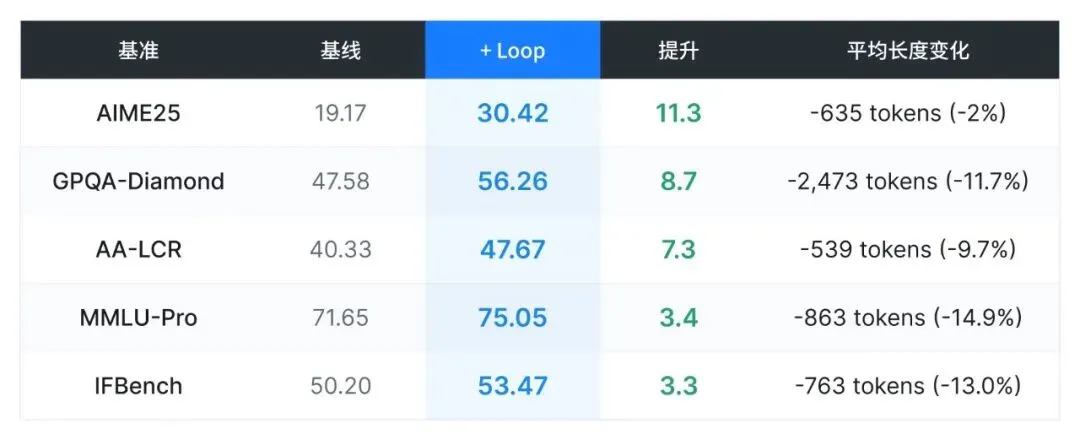 基准 基线 + Loop 提升 平均长度变化
AIME25 19.17 30.42 11.3 -635 tokens (-2%)
GPQA-Diamond 47.58 56.26 8.7 -2,473 tokens (-11.7%)
AA-LCR 40.33 47.67 7.3 -539 tokens (-9.7%)
MMLU-Pro 71.65 75.05 3.4 -863 tokens (-14.9%)
IFBench 50.20 53.47 3.3 -763 tokens (-13.0%)